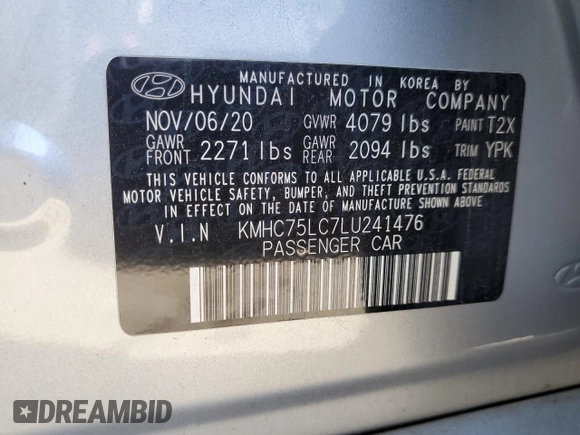 MANUFACTURED IN KOREA BY
HYUNDAI MOTOR COMPANY
NOV/06/20 GVWR 4079 lbs PAINT T2X
GAWR FRONT 2271 lbs GAWR REAR 2094 lbs TRIM YPK
THIS VEHICLE CONFORMS TO ALL APPLICABLE U.S.A. FEDERAL
MOTOR VEHICLE SAFETY, BUMPER, AND THEFT PREVENTION STANDARDS
IN EFFECT ON THE DATE OF MANUFACTURE SHOWN ABOVE.
V.I.N KMHC75LC7LU241476
PASSENGER CAR
DREAMBID